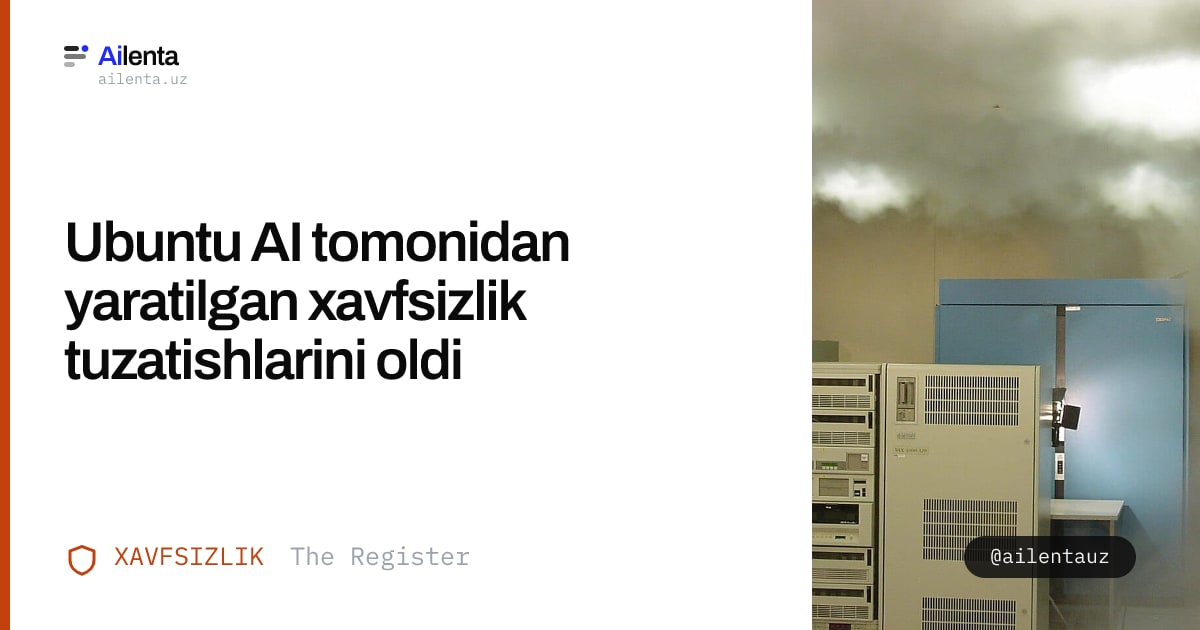 Ailenta
ailenta.uz
Ubuntu AI tomonidan
yaratilgan xavfsizlik
tuzatishlarini oldi
XAVFSIZLIK The Register
@ailentauz